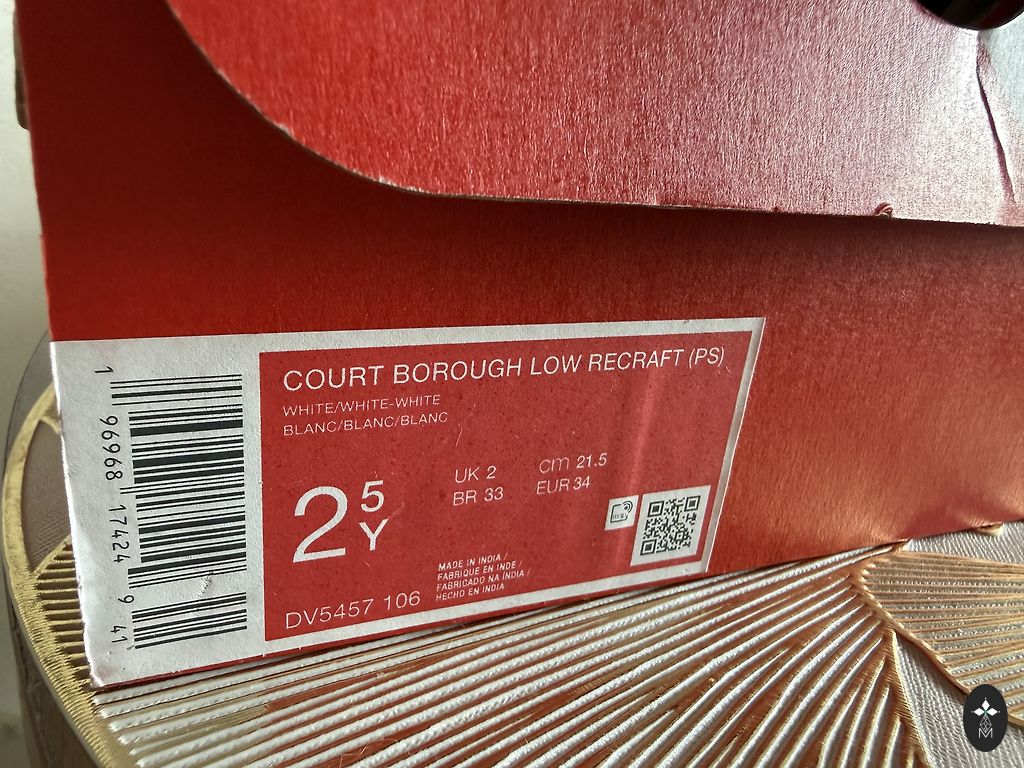 COURT BOROUGH LOW RECRAFT (PS)
WHITE/WHITE-WHITE
BLANC/BLANC/BLANC
2 5Y
UK 2
cm 21.5
BR 33
EUR 34
MADE IN INDIA /
FABRIQUE EN INDE /
FABRICADO NA ÍNDIA /
HECHO EN INDIA
DV5457 106
1 96968 17424 9 41
M